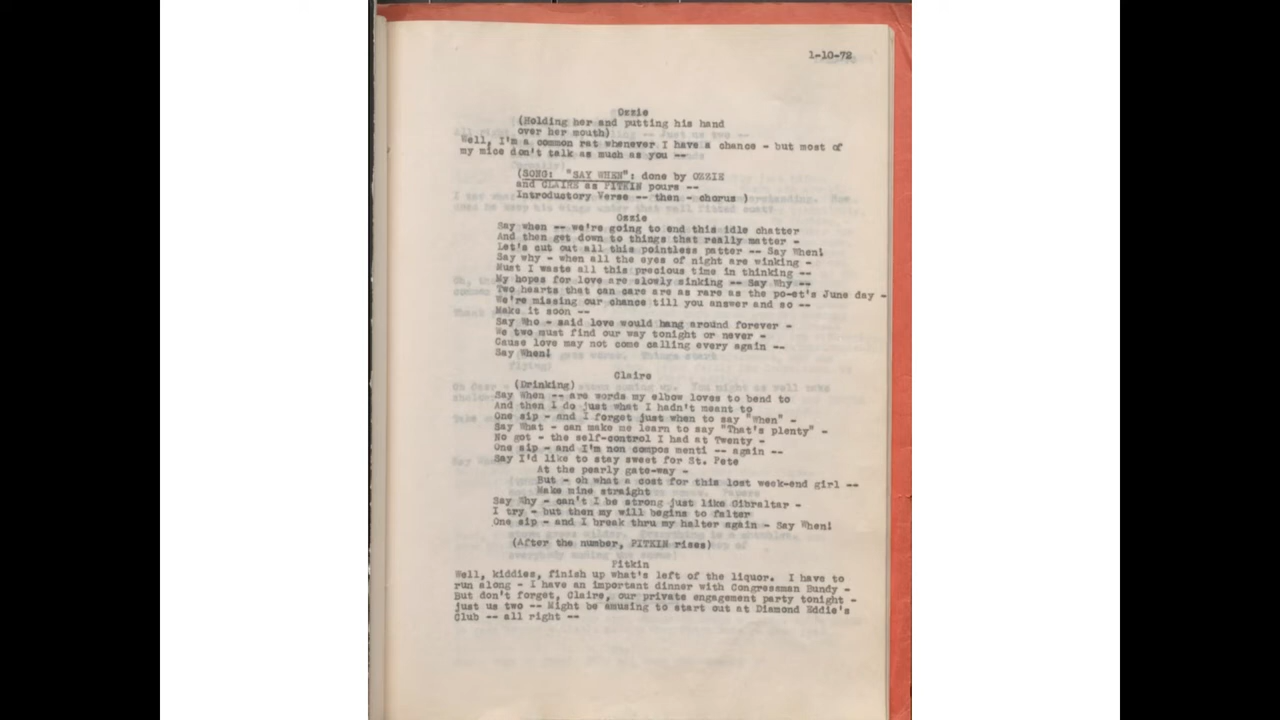 1-10-72
Ozzie
(Holding her and putting his hand
over her mouth)
Well, I'm a common rat whenever I have a chance - but most of
my mice don't talk as much as you --
(SONG: "SAY WHEN": done by OZZIE
and CLAIRE as PITKIN pours --
Introductory Verse -- then - chorus )
Ozzie
Say when -- we're going to end this idle chatter
And then get down to things that really matter -
Let's cut out all this pointless patter -- Say When!
Say why - when all the eyes of night are winking -
Must I waste all this precious time in thinking --
My hopes for love are slowly sinking -- Say Why --
Two hearts that can care are as rare as the po-et's June day -
We're missing our chance till you answer and so --
Make it soon --
Say Who - said love would hang around forever -
We two must find our way tonight or never -
Cause love may not come calling every again --
Say When!
Claire
(Drinking)
Say When -- are words my elbow loves to bend to
And then I do just what I hadn't meant to
One sip - and I forget just when to say "When" -
Say What - can make me learn to say "That's plenty" -
No got - the self-control I had at Twenty -
One sip - and I'm non compos menti -- again --
Say I'd like to stay sweet for St. Pete
At the pearly gate-way -
But - oh what a cost for this lost week-end girl --
Make mine straight
Say Why - can't I be strong just like Gibraltar -
I try - but then my will begins to falter
One sip - and I break thru my halter again - Say When!
(After the number, PITKIN rises)
Pitkin
Well, kiddies, finish up what's left of the liquor. I have to
run along - I have an important dinner with Congressman Bundy -
But don't forget, Claire, our private engagement party tonight -
just us two -- Might be amusing to start out at Diamond Eddie's
Club -- all right --